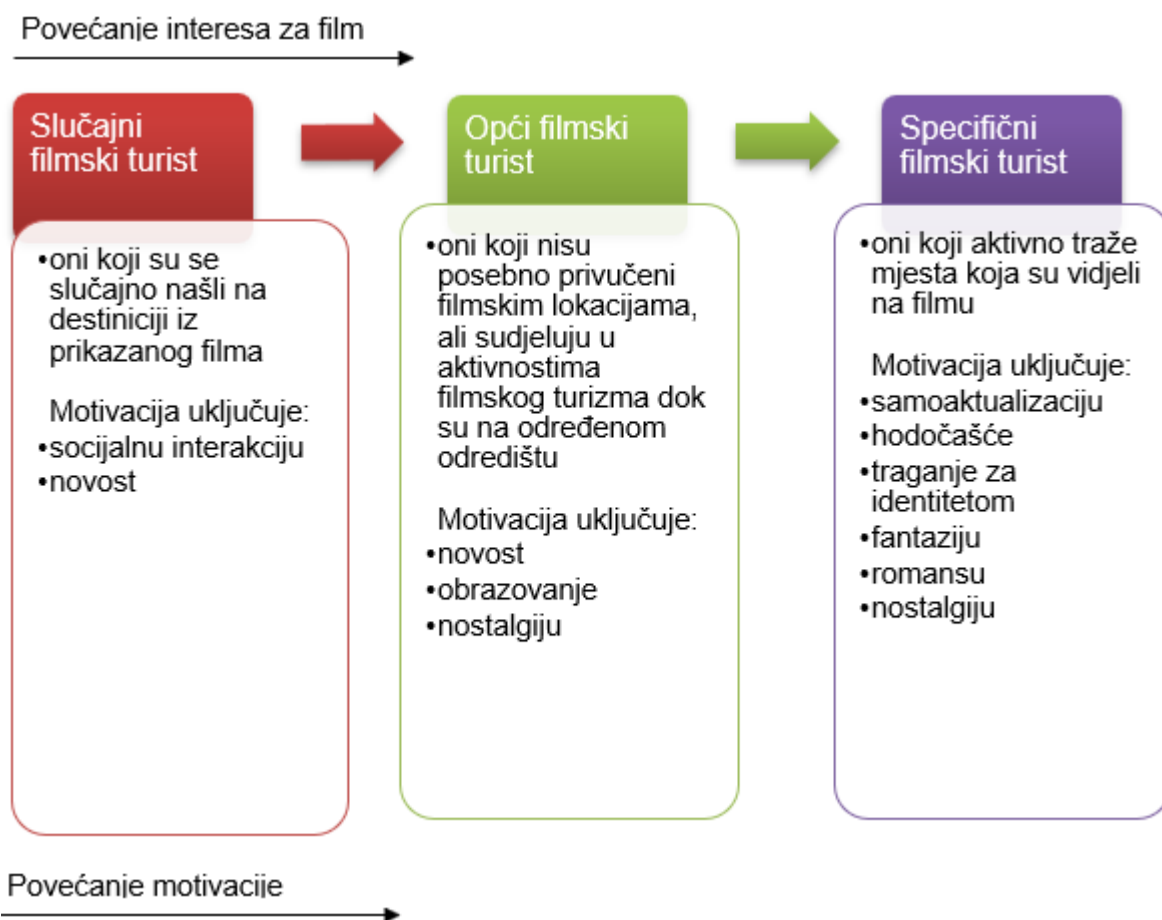 Povećanje interesa za film
Slučajni
filmski turist
•oni koji su se
slučajno našli na
destiniciji iz
prikazanog filma
Motivacija uključuje:
•socijalnu interakciju
•novost
Opći filmski
turist
•oni koji nisu
posebno privučeni
filmskim lokacijama,
ali sudjeluju u
aktivnostima
filmskog turizma dok
su na određenom
odredištu
Motivacija uključuje:
•novost
•obrazovanje
•nostalgiju
Specifični
filmski turist
•oni koji aktivno traže
mjesta koja su vidjeli
na filmu
Motivacija uključuje:
•samoaktualizaciju
•hodočašće
•traganje za
identitetom
•fantaziju
•romansu
•nostalgiju
Povećanje motivacije